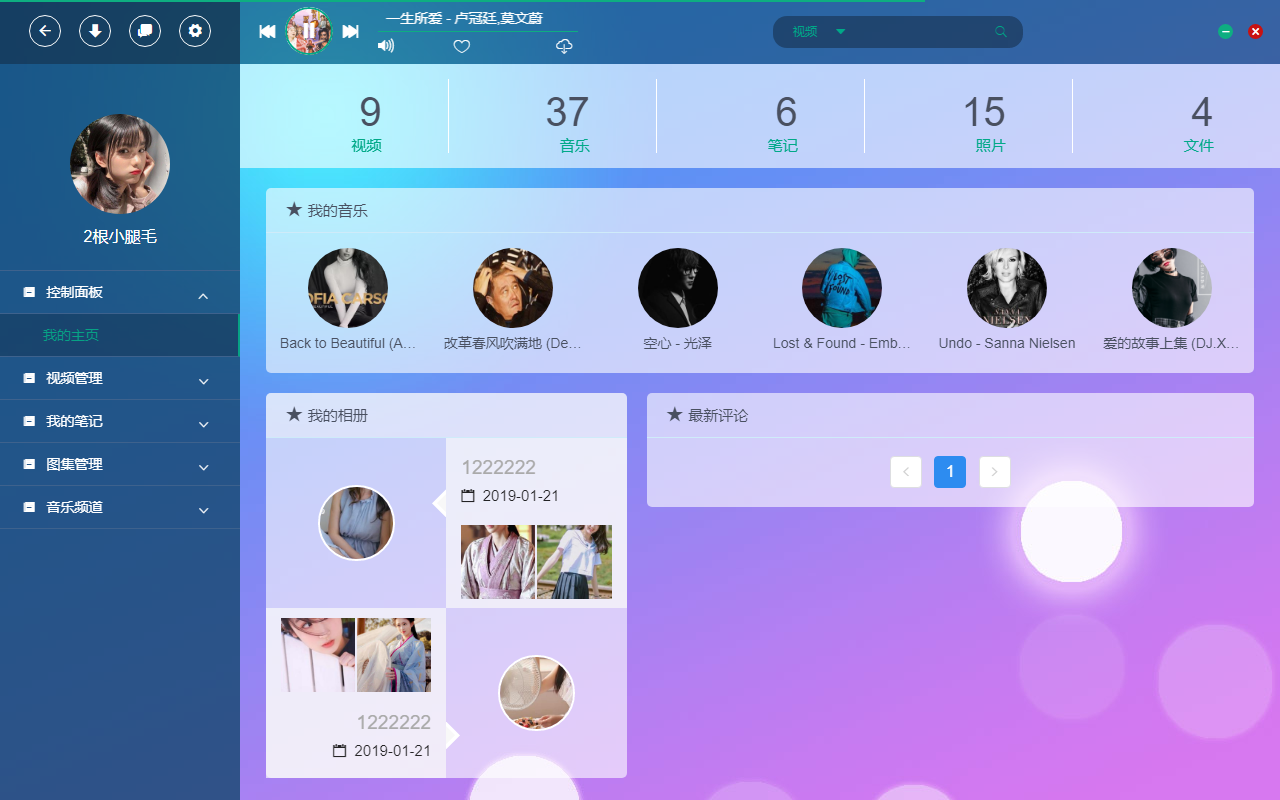 一生所爱 - 卢冠廷,莫文蔚
视频
2根小腿毛
控制面板
我的主页
视频管理
我的笔记
图集管理
音乐频道
9
视频
37
音乐
6
笔记
15
照片
4
文件
★ 我的音乐
Back to Beautiful (A...
改革春风吹满地 (De...
空心 - 光泽
Lost & Found - Emb...
Undo - Sanna Nielsen
爱的故事上集 (DJ.X...
★ 我的相册
1222222
2019-01-21
1222222
2019-01-21
★ 最新评论
1